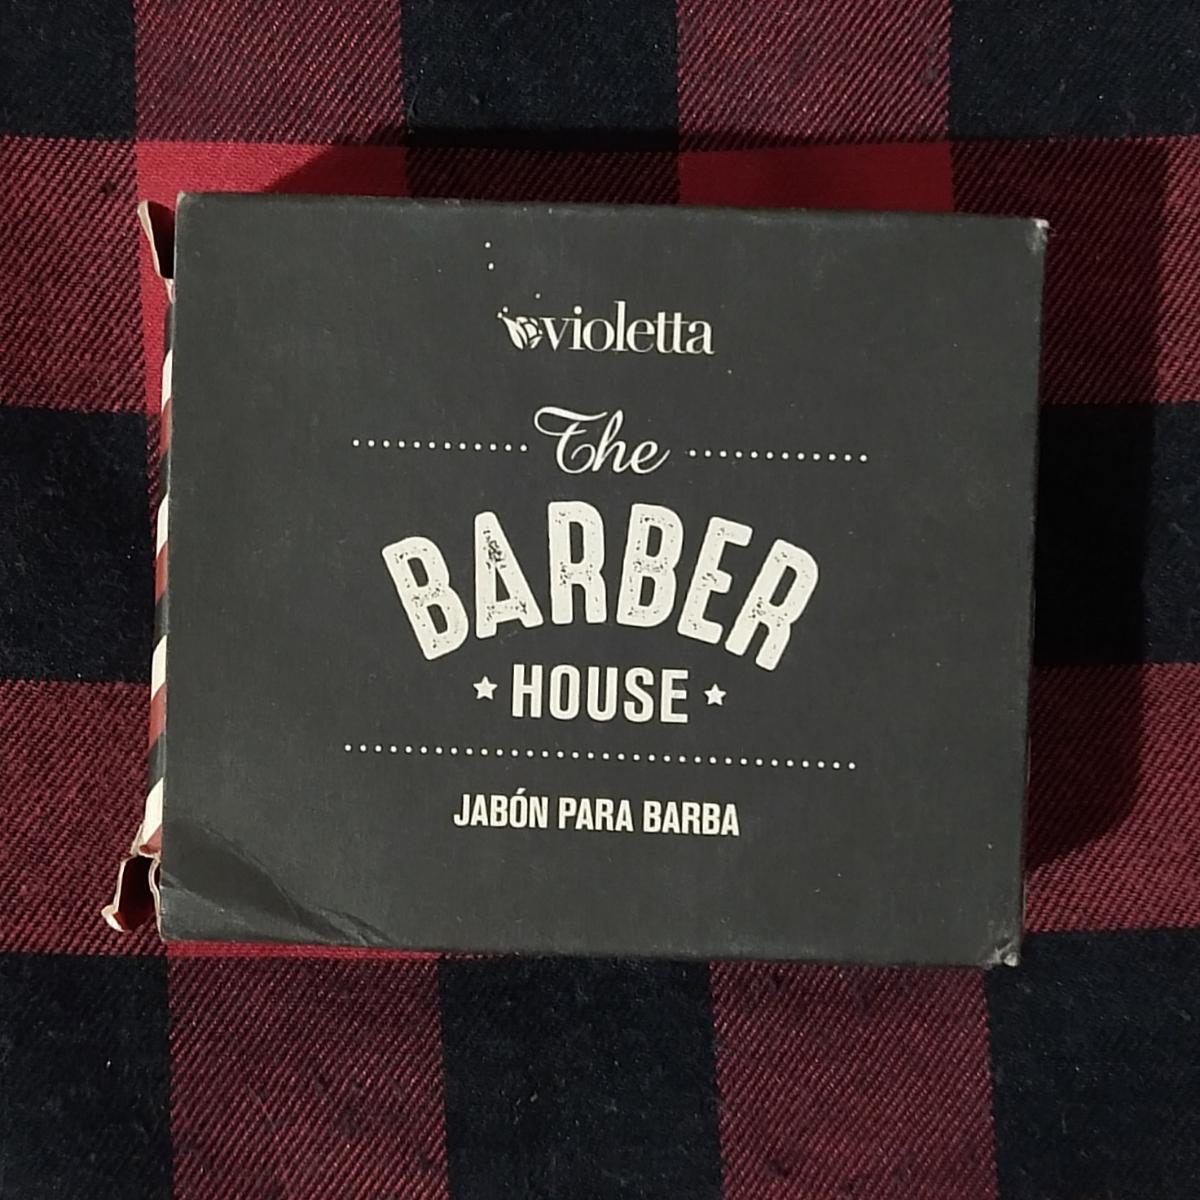 violetta
The
BARBER
HOUSE
JABÓN PARA BARBA